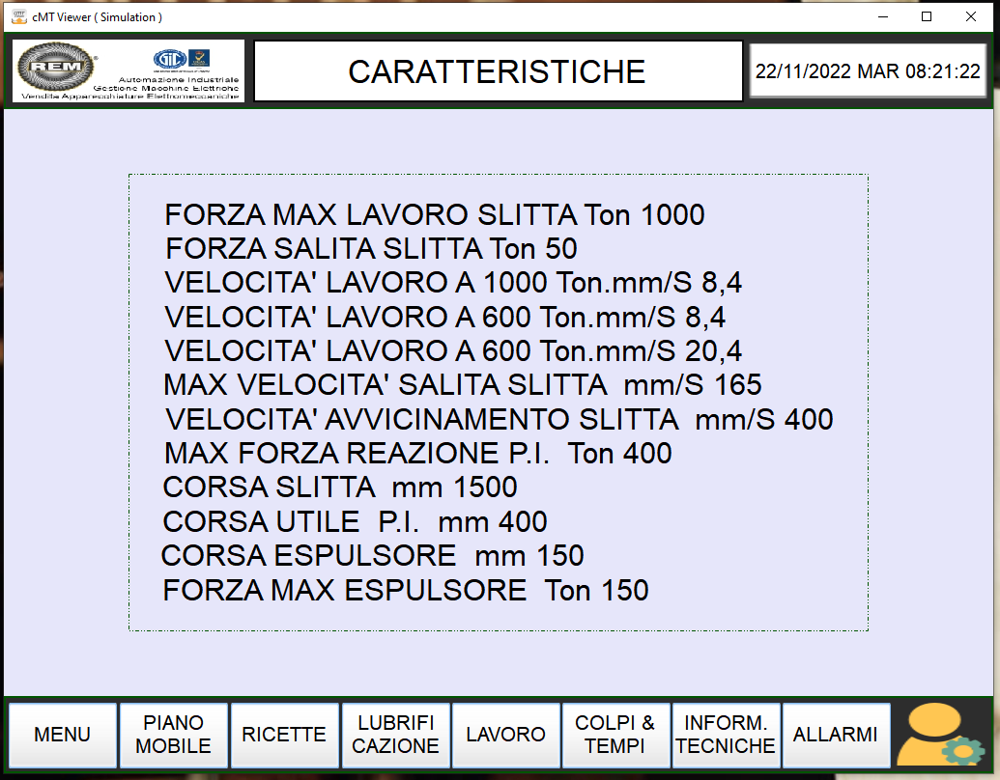 cMT Viewer ( Simulation )
REM
Automazione Industriale
Gestione Macchine Elettriche
Vendita Apparecchiature Elettromeccaniche
CARATTERISTICHE
22/11/2022 MAR 08:21:22
FORZA MAX LAVORO SLITTA Ton 1000
FORZA SALITA SLITTA Ton 50
VELOCITA' LAVORO A 1000 Ton.mm/S 8,4
VELOCITA' LAVORO A 600 Ton.mm/S 8,4
VELOCITA' LAVORO A 600 Ton.mm/S 20,4
MAX VELOCITA' SALITA SLITTA mm/S 165
VELOCITA' AVVICINAMENTO SLITTA mm/S 400
MAX FORZA REAZIONE P.I. Ton 400
CORSA SLITTA mm 1500
CORSA UTILE P.I. mm 400
CORSA ESPULSORE mm 150
FORZA MAX ESPULSORE Ton 150
MENU
PIANO
MOBILE
RICETTE
LUBRIFI
CAZIONE
LAVORO
COLPI &
TEMPI
INFORM.
TECNICHE
ALLARMI